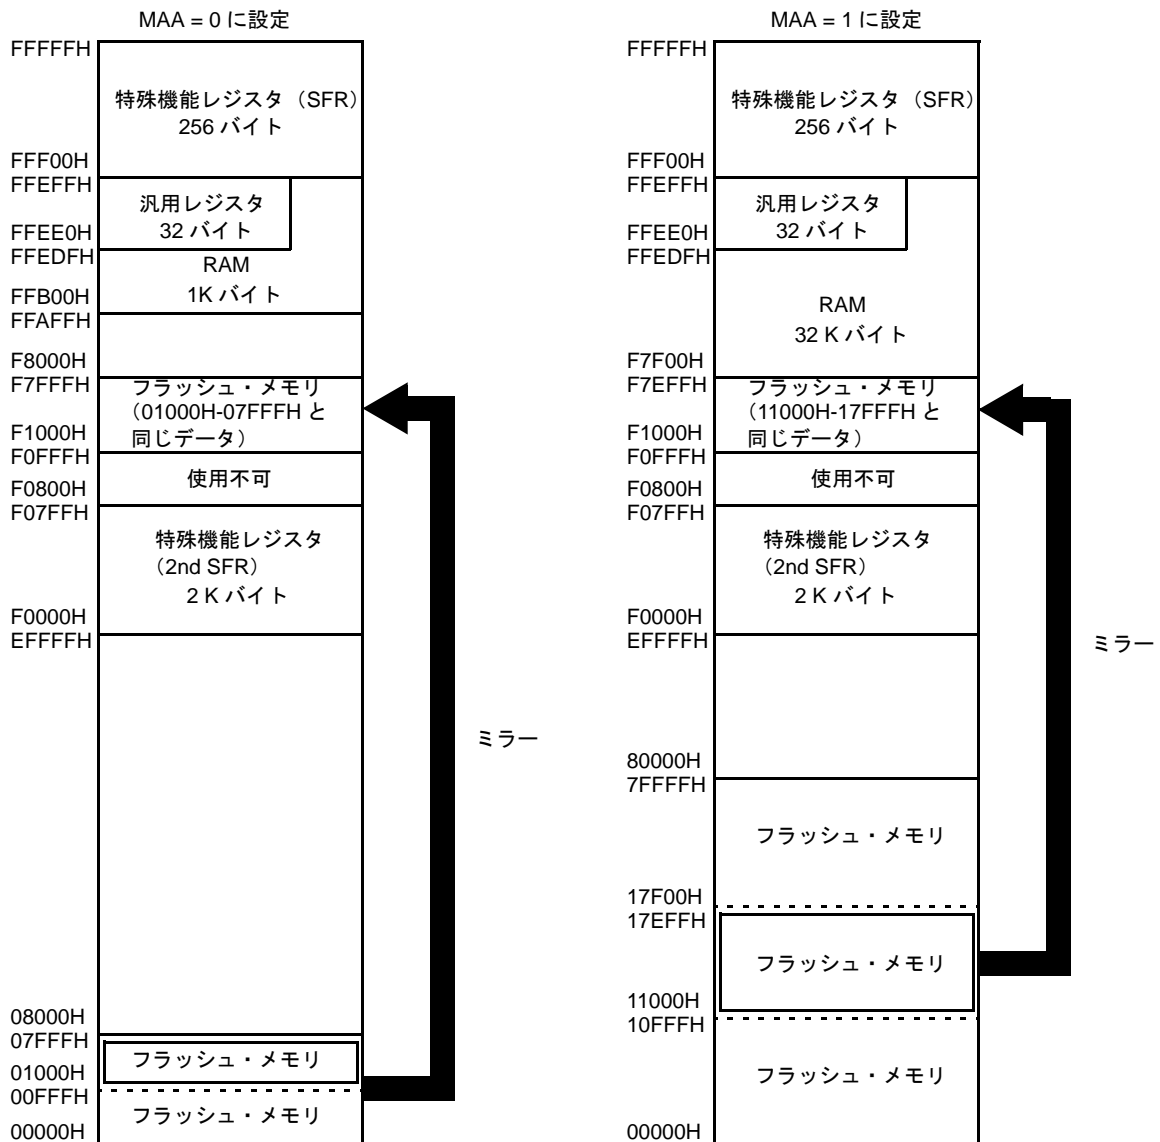 MAA = 0 に設定
FFFFFH
特殊機能レジスタ（SFR）
256 バイト
FFF00H
FFEFFH
汎用レジスタ
32 バイト
FFEE0H
FFEDFH
RAM
1K バイト
FFB00H
FFAFFH
F8000H
F7FFFH
フラッシュ・メモリ
（01000H-07FFFH と
同じデータ）
F1000H
F0FFFH
使用不可
F0800H
F07FFH
特殊機能レジスタ
（2nd SFR）
2 K バイト
F0000H
EFFFFH
ミラー
08000H
07FFFH
フラッシュ・メモリ
01000H
00FFFH
フラッシュ・メモリ
00000H
MAA = 1 に設定
FFFFFH
特殊機能レジスタ（SFR）
256 バイト
FFF00H
FFEFFH
汎用レジスタ
32 バイト
FFEE0H
FFEDFH
RAM
32 K バイト
F7F00H
F7EFFH
フラッシュ・メモリ
（11000H-17FFFH と
同じデータ）
F1000H
F0FFFH
使用不可
F0800H
F07FFH
特殊機能レジスタ
（2nd SFR）
2 K バイト
F0000H
EFFFFH
ミラー
80000H
7FFFFH
フラッシュ・メモリ
17F00H
17EFFH
フラッシュ・メモリ
11000H
10FFFH
フラッシュ・メモリ
00000H